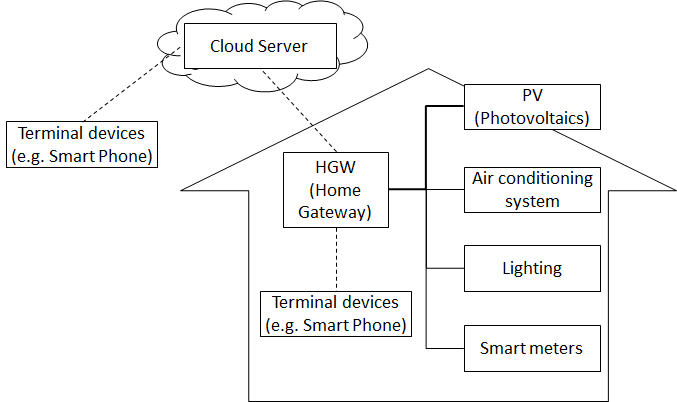 Cloud Server
Terminal devices
(e.g. Smart Phone)
PV
(Photovoltaics)
HGW
(Home
Gateway)
Air conditioning
system
Lighting
Terminal devices
(e.g. Smart Phone)
Smart meters